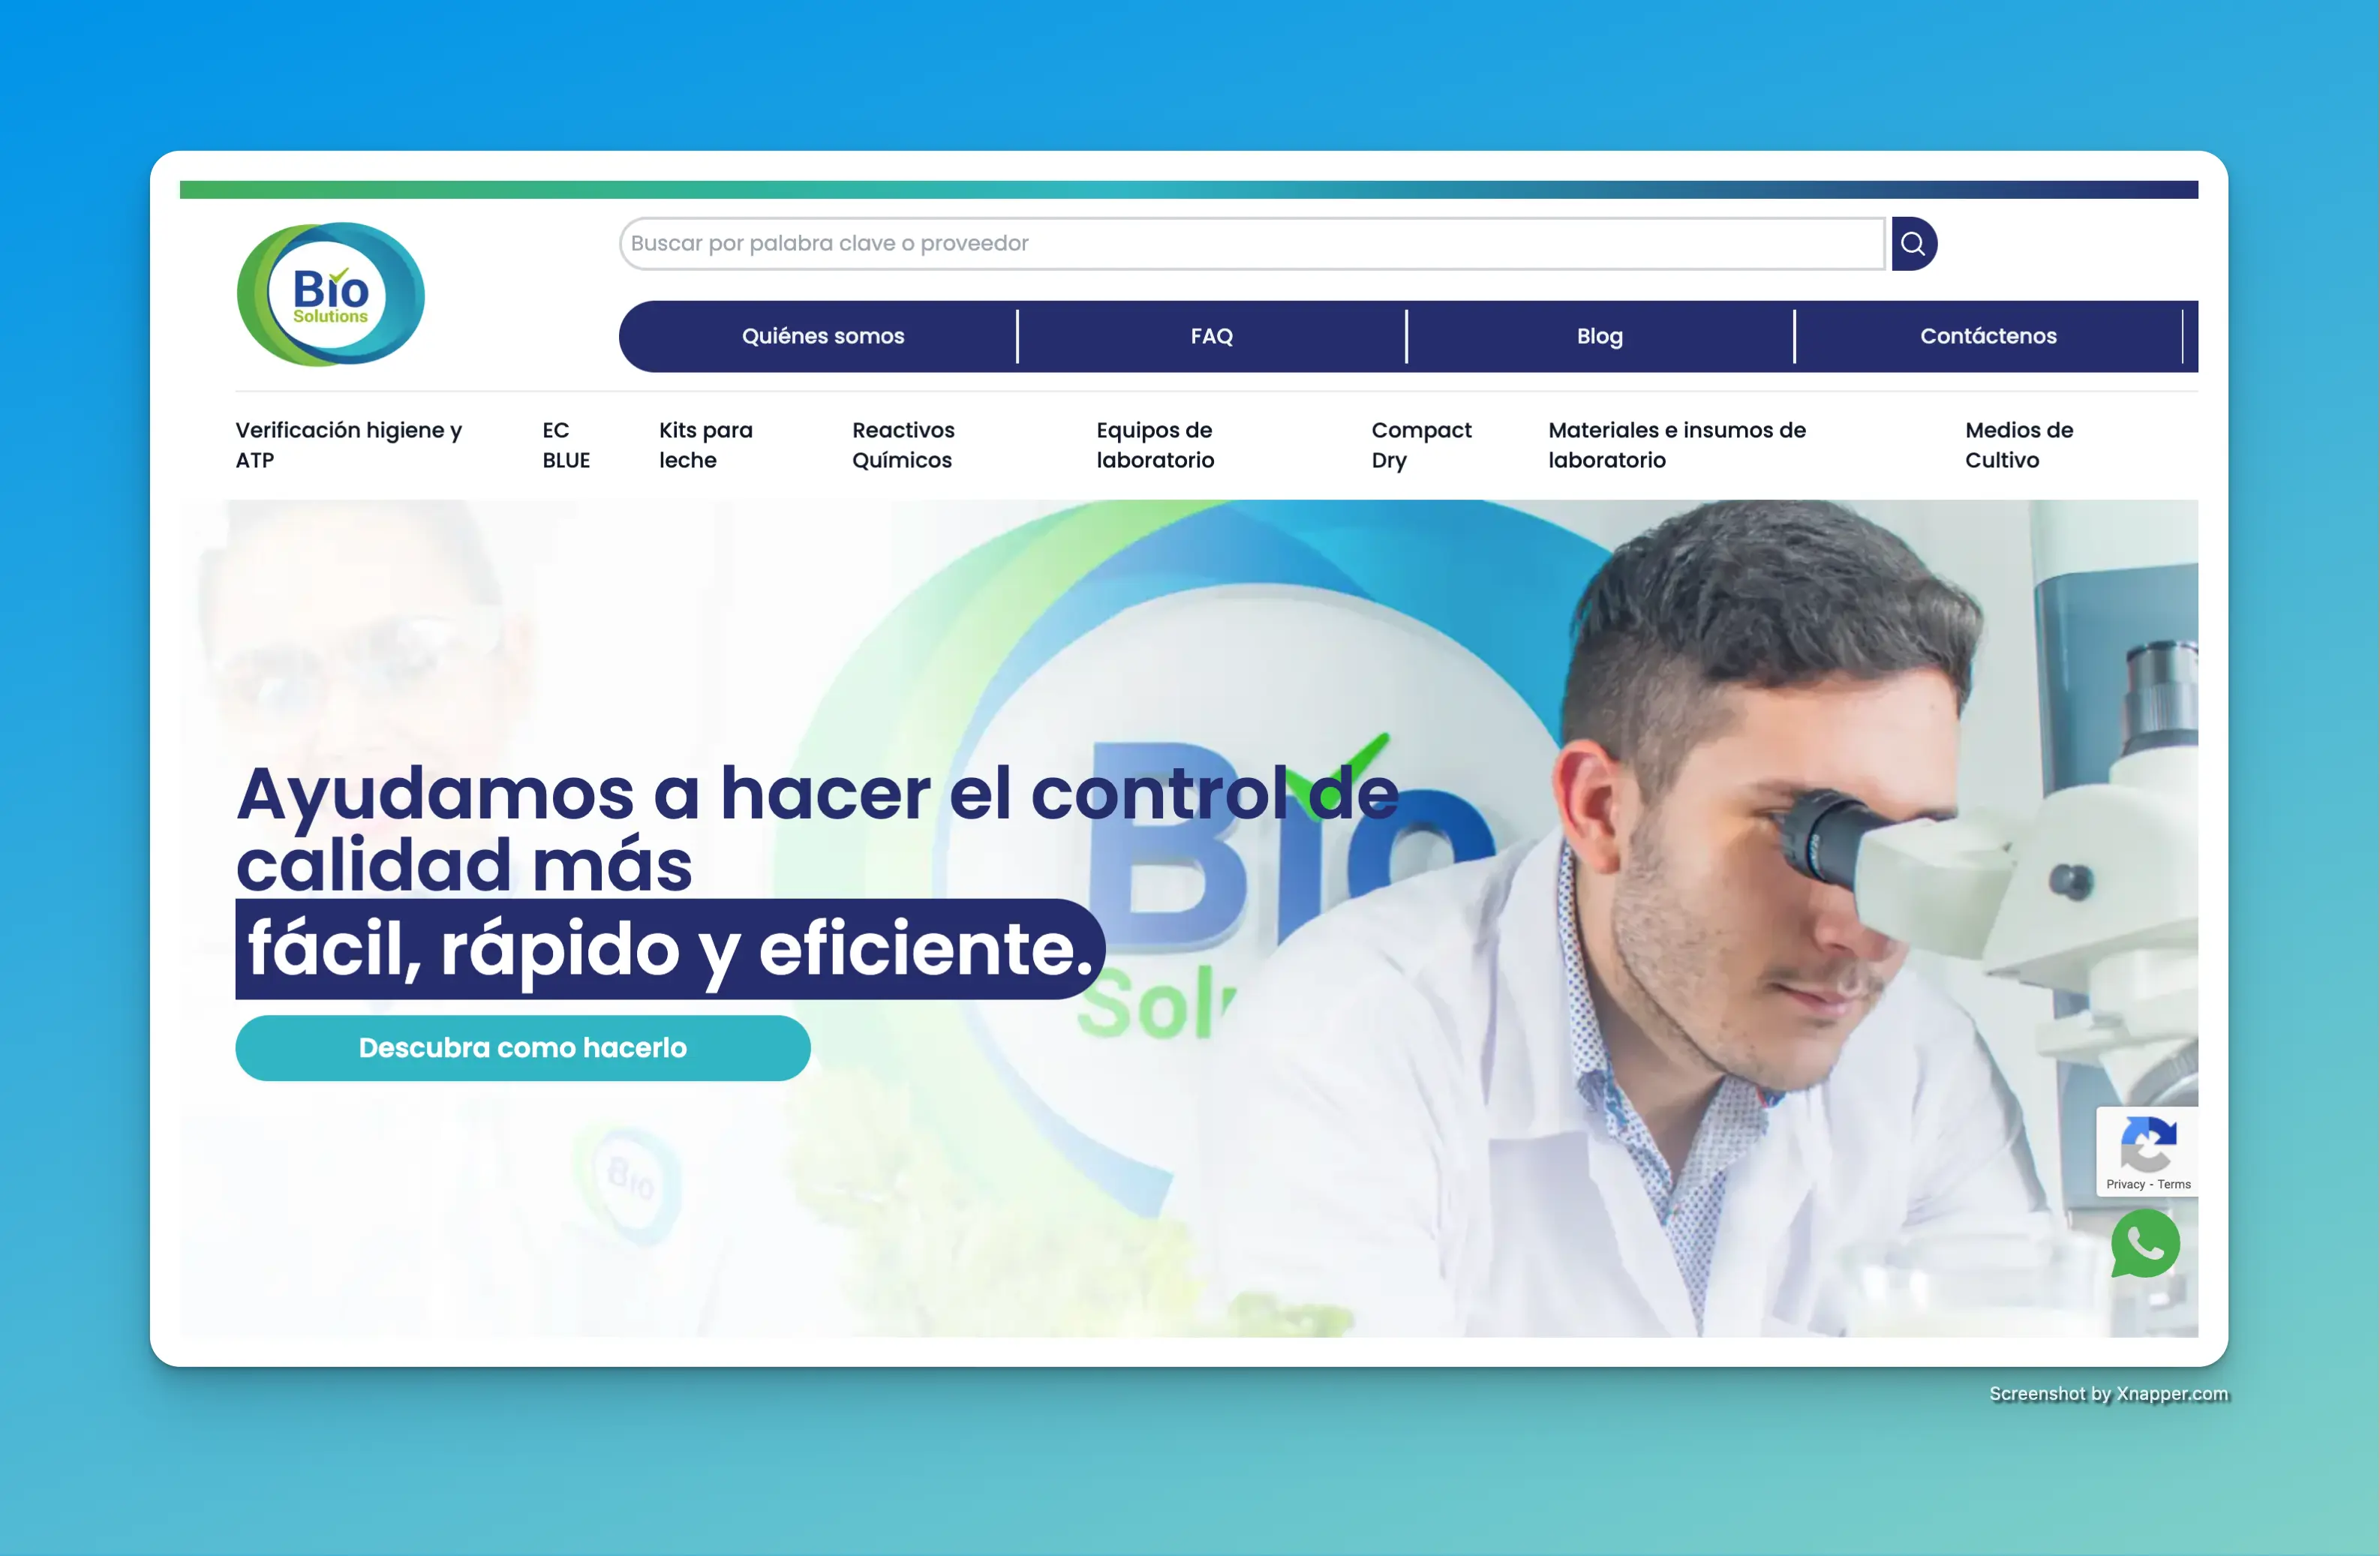 Buscar por palabra clave o proveedor
Bio
Solutions
Quiénes somos
FAQ
Blog
Contáctenos
Verificación higiene y
ATP
EC
BLUE
Kits para
leche
Reactivos
Químicos
Equipos de
laboratorio
Compact
Dry
Materiales e insumos de
laboratorio
Medios de
Cultivo
Bio
Sol
Ayudamos a hacer el control de
calidad más
fácil, rápido y eficiente.
Descubra como hacerlo
Bio
Privacy - Terms
Screenshot by Xnapper.com